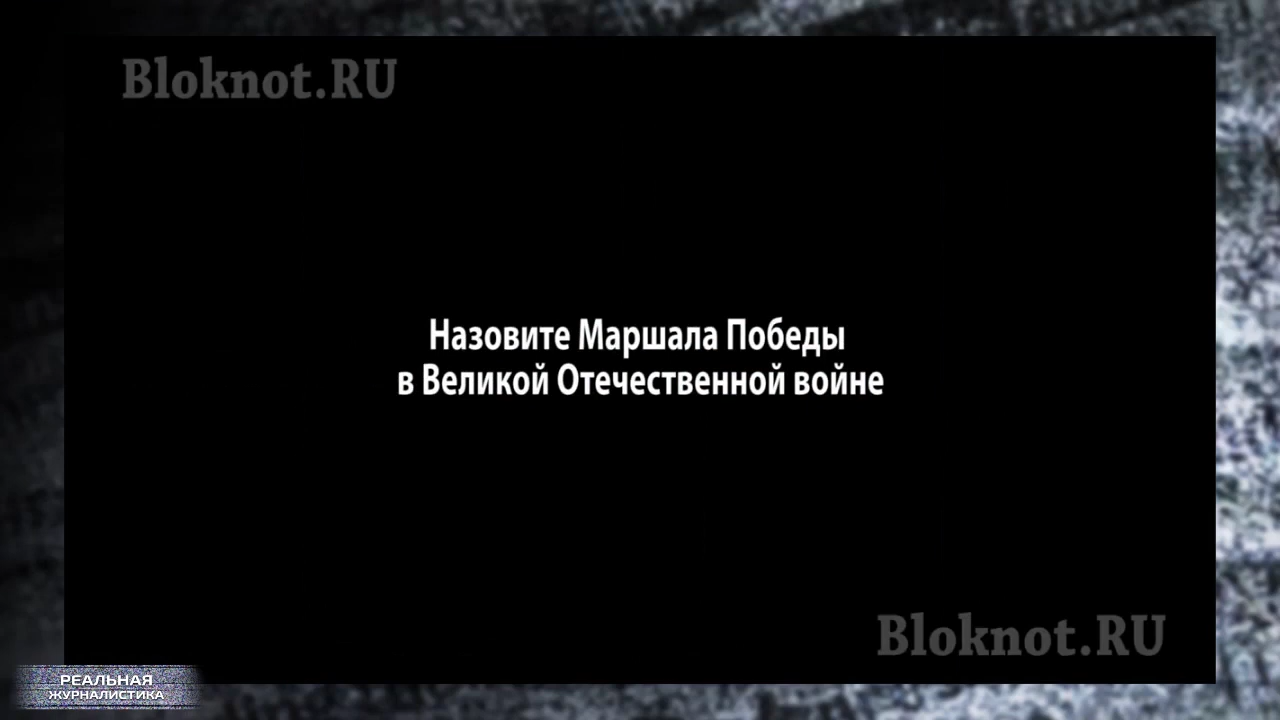 Bloknot.RU
Назовите Маршала Победы
в Великой Отечественной войне
Bloknot.RU
РЕАЛЬНАЯ
ЖУРНАЛИСТИКА